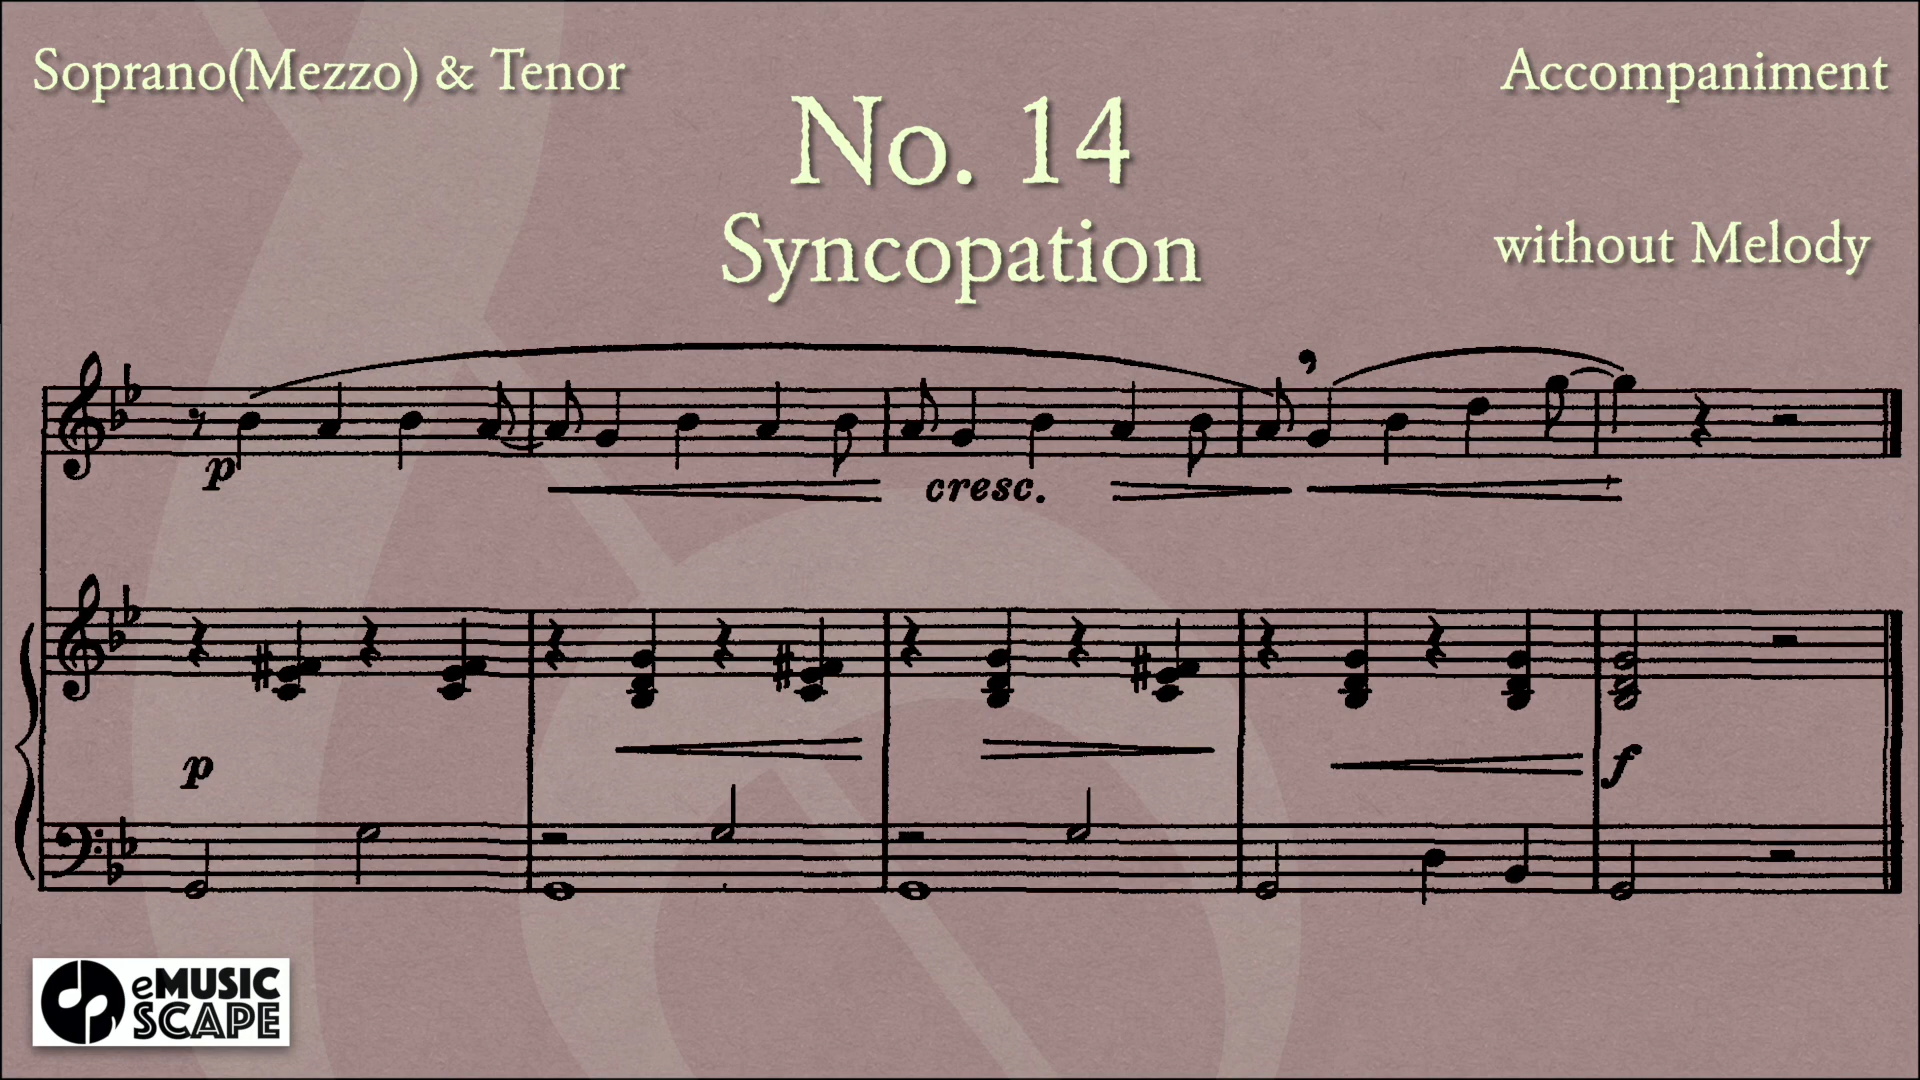 Soprano(Mezzo) & Tenor
Accompaniment
No. 14
Syncopation
without Melody
p
cresc.
p
f
eMUSIC
SCAPE